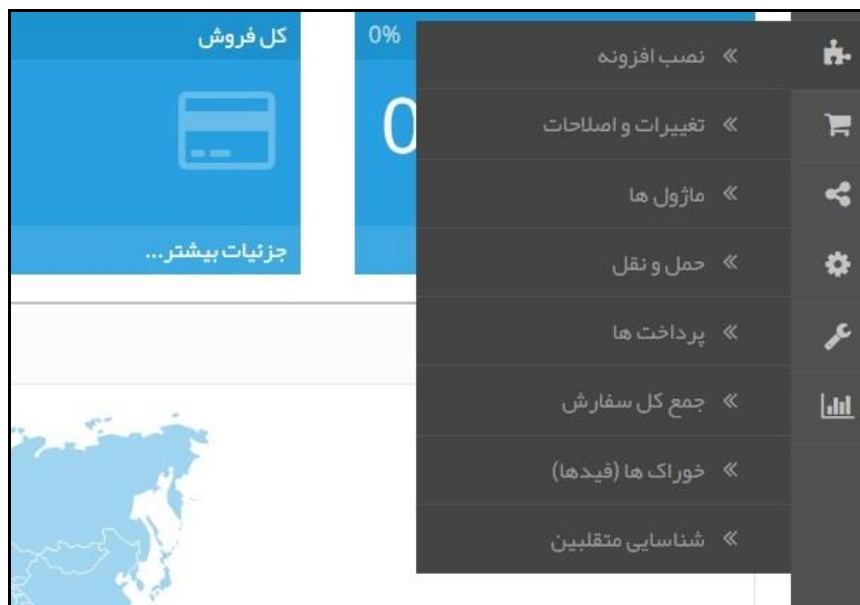 کل فروش
0%
0
جزئیات بیشتر...
نصب افزونه
تغییرات و اصلاحات
ماژول ها
حمل و نقل
پرداخت ها
جمع کل سفارش
خوراک ها (فیدها)
شناسایی متقلبین